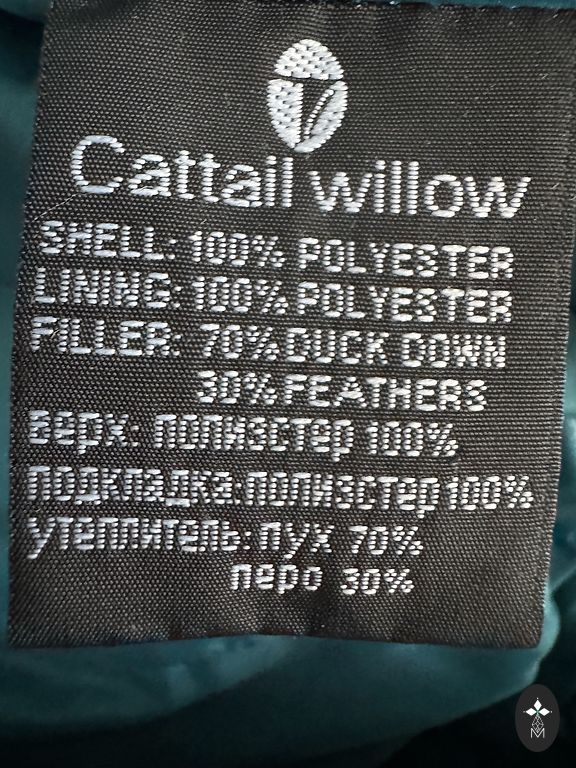 Cattail willow
SHELL: 100% POLYESTER
LINING: 100% POLYESTER
FILLER: 70% DUCK DOWN
30% FEATHERS
Верх: полиэстер 100%
подкладка: полиэстер 100%
утеплитель: пух 70%
перо 30%
M